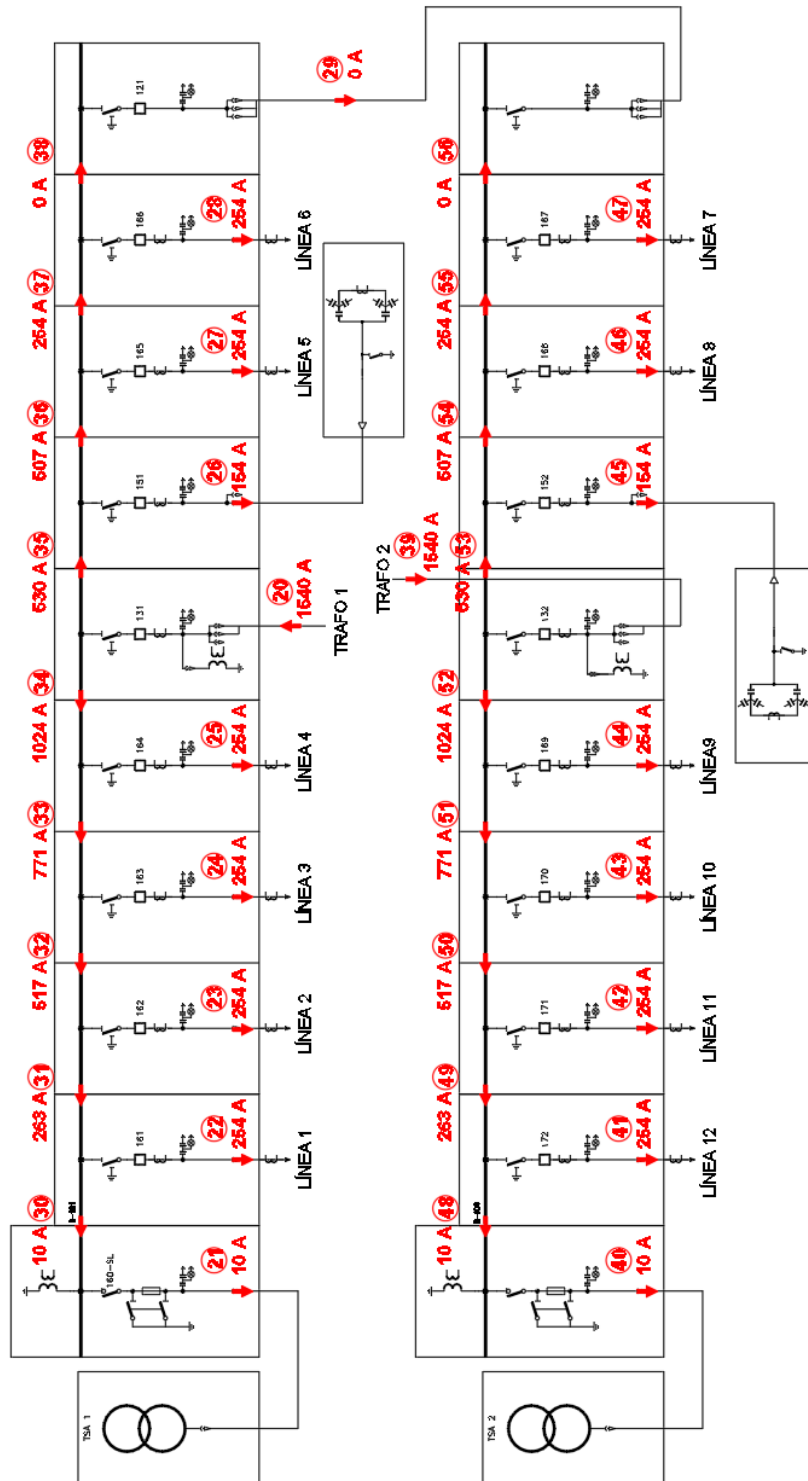 10 A 30
263 A 31
517 A 32
771 A 33
1024 A 34
530 A 35
507 A 36
254 A 37
0 A 38
TSA 1
160-SL
161
162
163
164
131
151
165
166
121
21
10 A
22
254 A
23
254 A
24
254 A
25
254 A
20
1540 A
26
154 A
27
254 A
28
254 A
29
0 A
LÍNEA 1
LÍNEA 2
LÍNEA 3
LÍNEA 4
TRAFO 1
LÍNEA 5
LÍNEA 6
TRAFO 2
39
1540 A
10 A 48
263 A 49
517 A 50
771 A 51
1024 A 52
530 A 53
507 A 54
254 A 55
0 A 56
TSA 2
172
171
170
169
132
152
168
167
40
10 A
41
254 A
42
254 A
43
254 A
44
254 A
45
154 A
46
254 A
47
254 A
LÍNEA 12
LÍNEA 11
LÍNEA 10
LÍNEA9
LÍNEA 8
LÍNEA 7